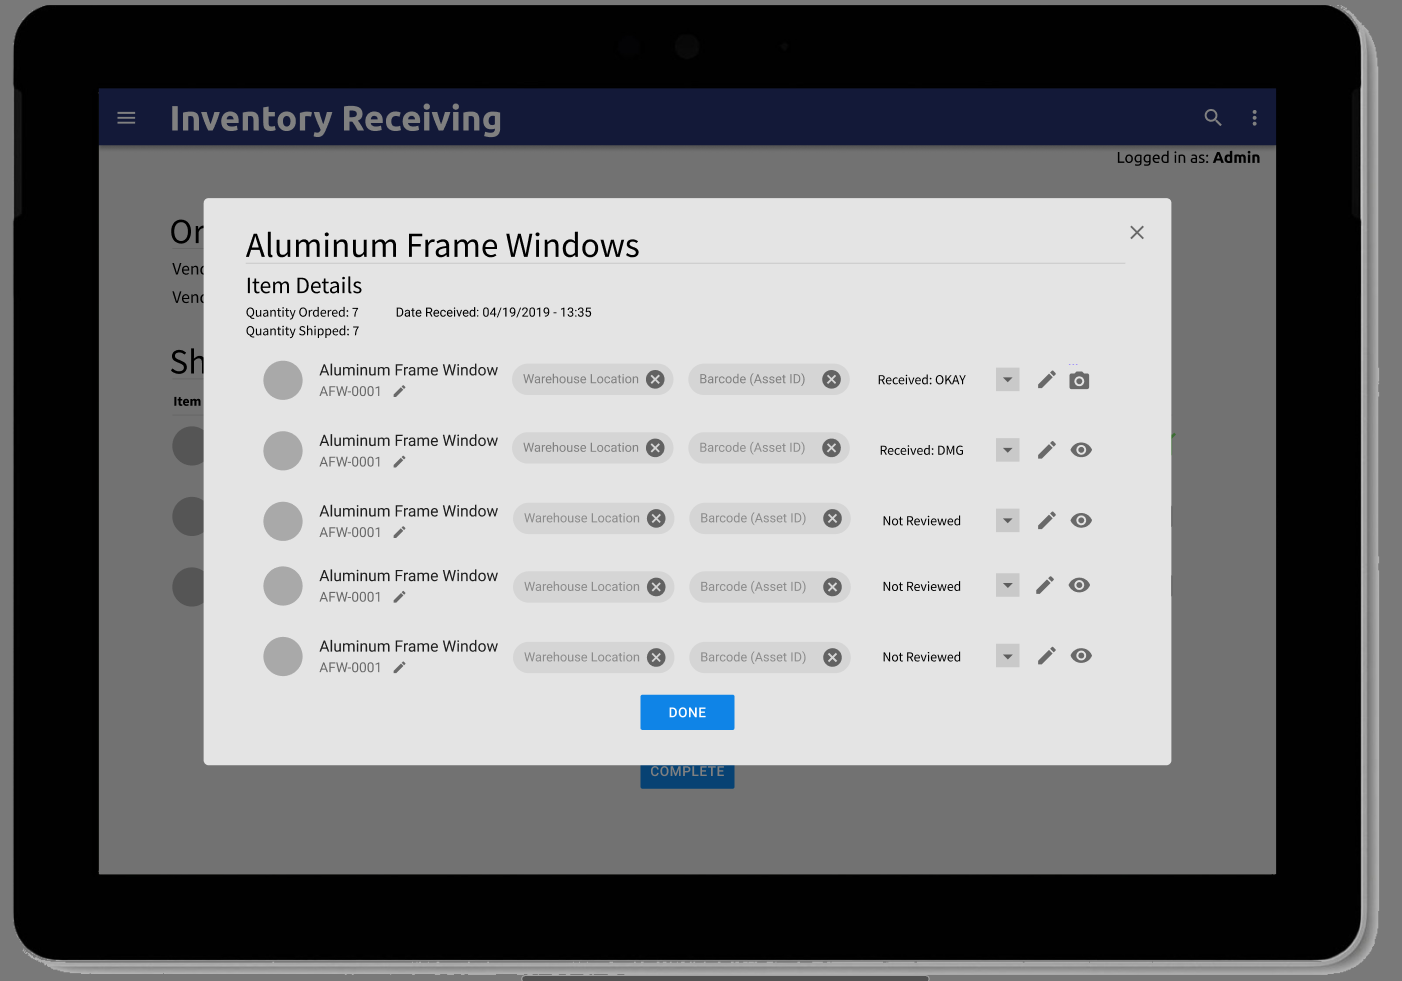 Inventory Receiving
Logged in as: Admin
Or
Vend
Vend
Sh
Item
Aluminum Frame Windows
Item Details
Quantity Ordered: 7 Date Received: 04/19/2019 - 13:35
Quantity Shipped: 7
Aluminum Frame Window
AFW-0001
Warehouse Location
Barcode (Asset ID)
Received: OKAY
Aluminum Frame Window
AFW-0001
Warehouse Location
Barcode (Asset ID)
Received: DMG
Aluminum Frame Window
AFW-0001
Warehouse Location
Barcode (Asset ID)
Not Reviewed
Aluminum Frame Window
AFW-0001
Warehouse Location
Barcode (Asset ID)
Not Reviewed
Aluminum Frame Window
AFW-0001
Warehouse Location
Barcode (Asset ID)
Not Reviewed
DONE
COMPLETE